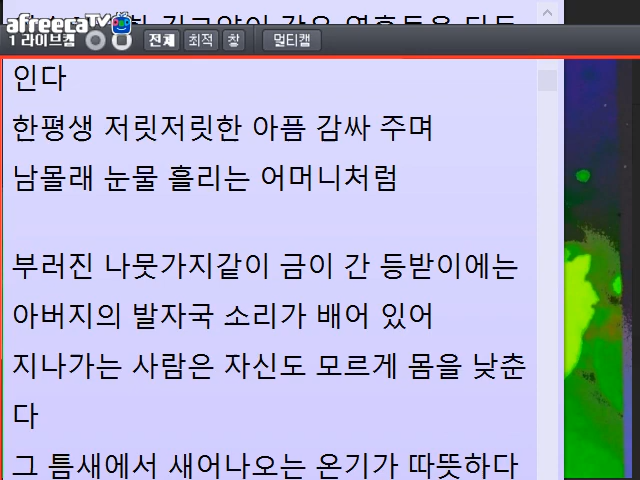 afreecaTV
1 라이브캠 전체 최적 창 멀티캠
인다
한평생 저릿저릿한 아픔 감싸 주며
남몰래 눈물 흘리는 어머니처럼
부러진 나뭇가지같이 금이 간 등받이에는
아버지의 발자국 소리가 배어 있어
지나가는 사람은 자신도 모르게 몸을 낮춘
다
그 틈새에서 새어나오는 온기가 따뜻하다